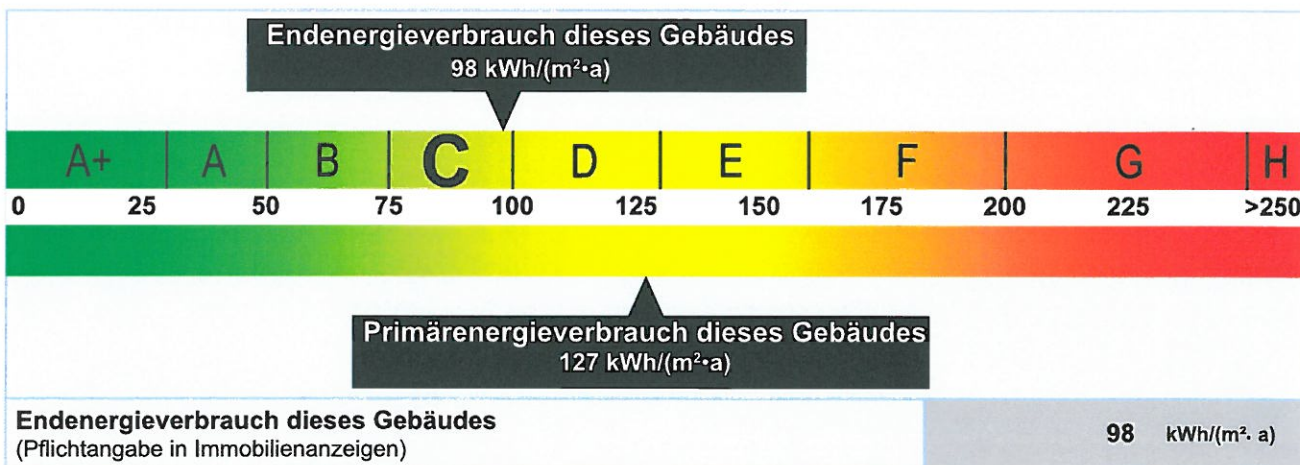 Endenergieverbrauch dieses Gebäudes
98 kWh/(m²•a)
A+ A B C D E F G H
0 25 50 75 100 125 150 175 200 225 >250
Primärenergieverbrauch dieses Gebäudes
127 kWh/(m²•a)
Endenergieverbrauch dieses Gebäudes
(Pflichtangabe in Immobilienanzeigen)
98 kWh/(m²· a)